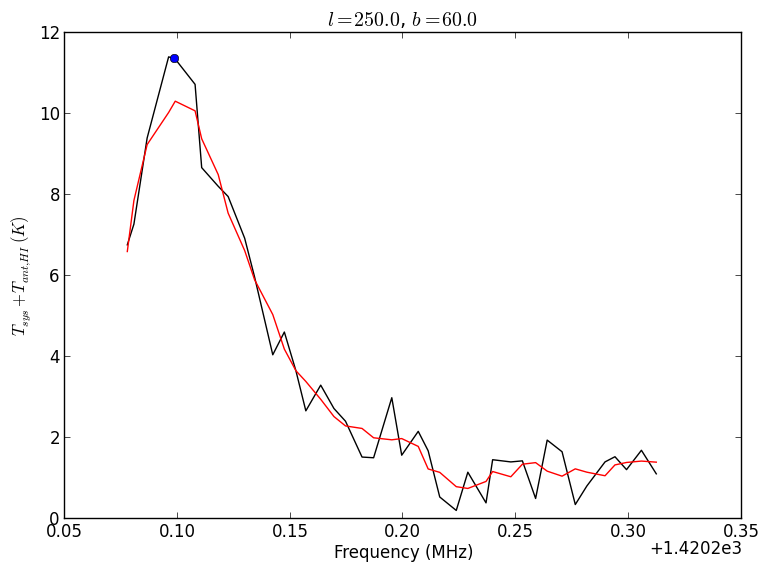 l = 250.0, b = 60.0
12
10
8
6
4
2
0
T_sys + T_ant,HI (K)
0.05 0.10 0.15 0.20 0.25 0.30 0.35
Frequency (MHz)
+1.4202e3